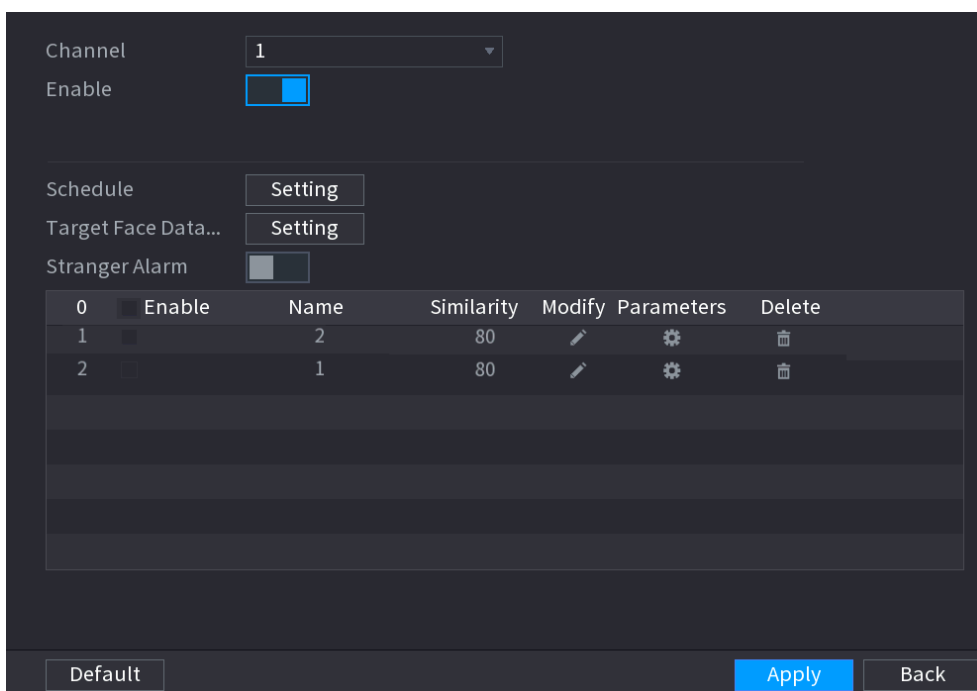 Channel 1
Enable
Schedule Setting
Target Face Data... Setting
Stranger Alarm
0 Enable Name Similarity Modify Parameters Delete
1 2 80
2 1 80
Default Apply Back